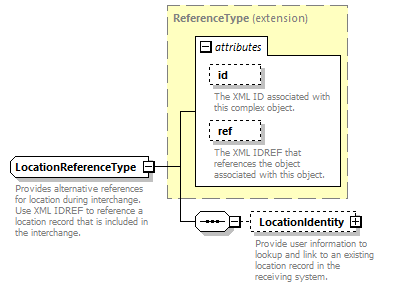 ReferenceType (extension)
attributes
id
The XML ID associated with
this complex object.
ref
The XML IDREF that
references the object
associated with this object.
LocationReferenceType
Provides alternative references
for location during interchange.
Use XML IDREF to reference a
location record that is included in
the interchange.
LocationIdentity
Provide user information to
lookup and link to an existing
location record in the
receiving system.